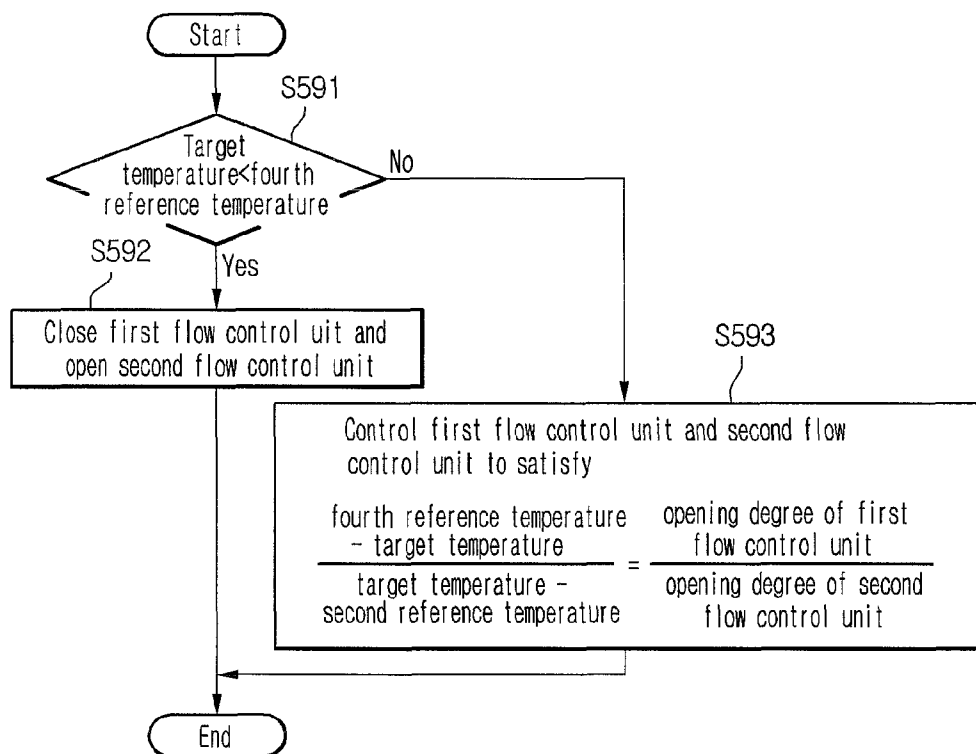 Start
S591
Target
temperature<fourth
reference temperature
No
Yes
S592
Close first flow control uit and
open second flow control unit
S593
Control first flow control unit and second flow
control unit to satisfy
fourth reference temperature
- target temperature
target temperature -
second reference temperature
=
opening degree of first
flow control unit
opening degree of second
flow control unit
End